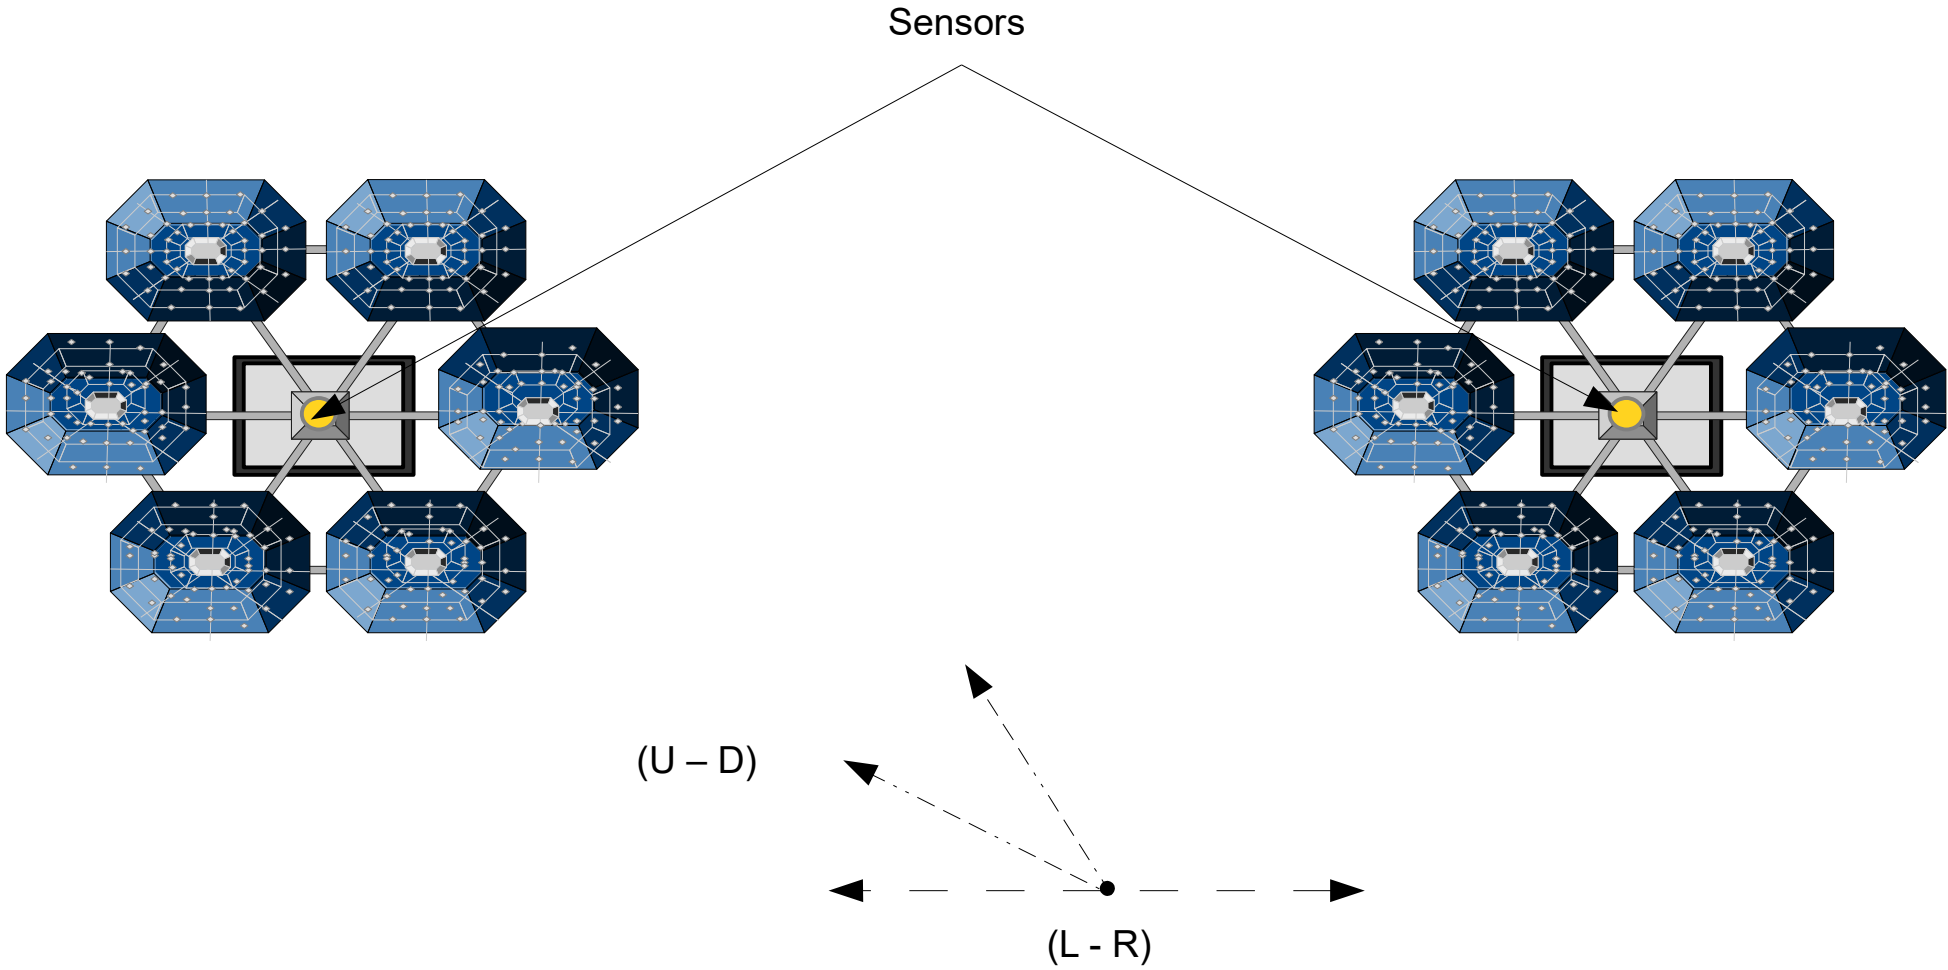 Sensors
(U – D)
(L - R)